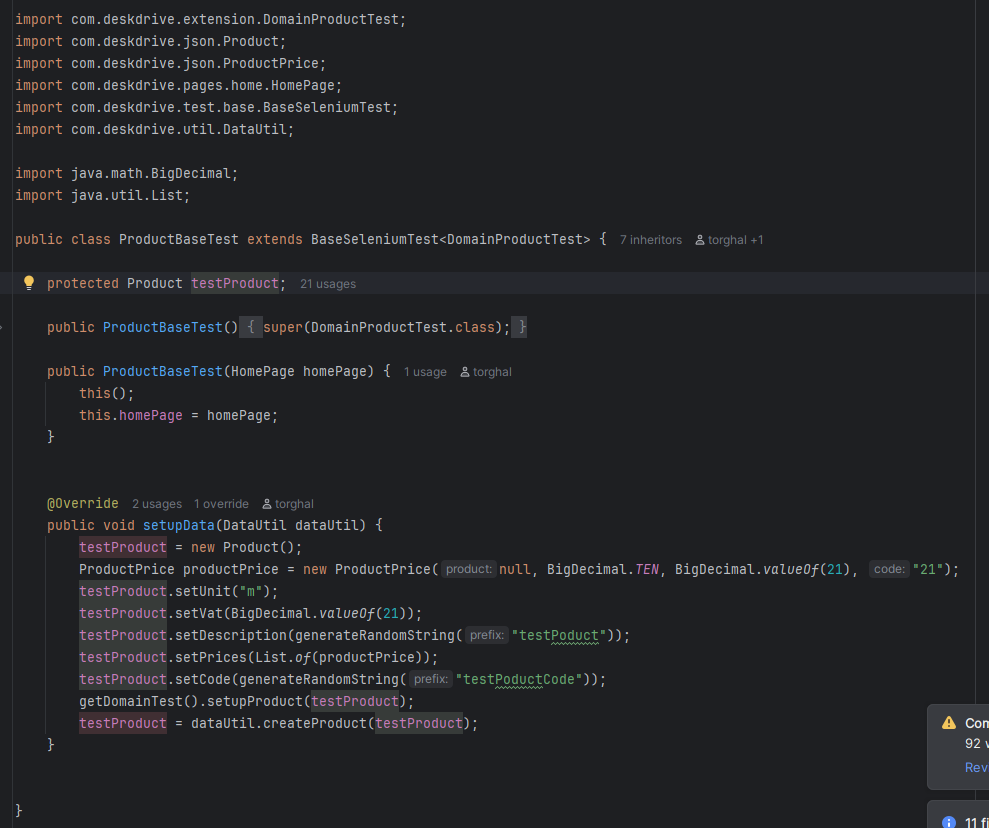 import com.deskdrive.extension.DomainProductTest;
import com.deskdrive.json.Product;
import com.deskdrive.json.ProductPrice;
import com.deskdrive.pages.home.HomePage;
import com.deskdrive.test.base.BaseSeleniumTest;
import com.deskdrive.util.DataUtil;
import java.math.BigDecimal;
import java.util.List;
public class ProductBaseTest extends BaseSeleniumTest<DomainProductTest> { 7 inheritors torghal +1
protected Product testProduct; 21 usages
public ProductBaseTest() { super(DomainProductTest.class); }
public ProductBaseTest(HomePage homePage) { 1 usage torghal
this();
this.homePage = homePage;
}
@Override 2 usages 1 override torghal
public void setupData(DataUtil dataUtil) {
testProduct = new Product();
ProductPrice productPrice = new ProductPrice( product: null, BigDecimal.TEN, BigDecimal.valueOf(21), code: "21");
testProduct.setUnit("m");
testProduct.setVat(BigDecimal.valueOf(21));
testProduct.setDescription(generateRandomString( prefix: "testPoduct"));
testProduct.setPrices(List.of(productPrice));
testProduct.setCode(generateRandomString( prefix: "testPoductCode"));
getDomainTest().setupProduct(testProduct);
testProduct = dataUtil.createProduct(testProduct);
}
}
Com
92 w
Rev
11 fi